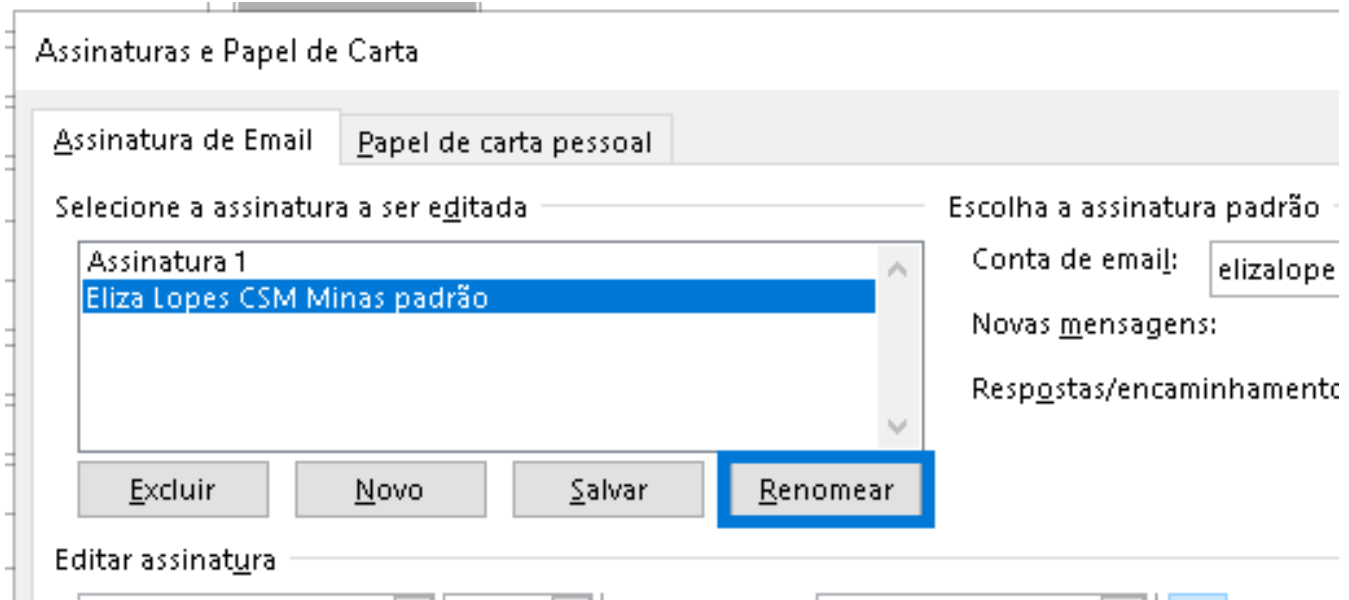 Assinaturas e Papel de Carta
Assinatura de Email
Papel de carta pessoal
Selecione a assinatura a ser editada
Assinatura 1
Eliza Lopes CSM Minas padrão
Excluir
Novo
Salvar
Renomear
Escolha a assinatura padrão
Conta de email:
elizalope
Novas mensagens:
Respostas/encaminhamento
Editar assinatura